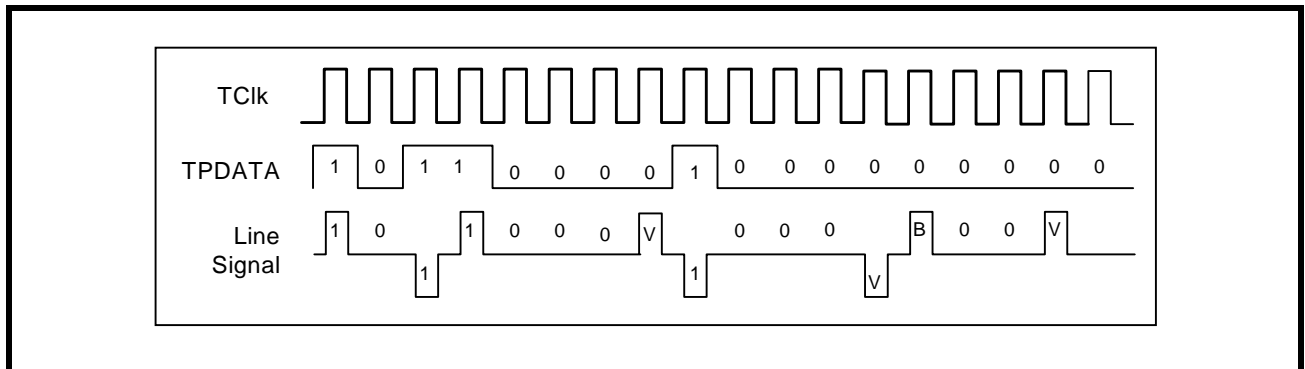 TClk
TPDATA 1 0 1 1 0 0 0 0 1 0 0 0 0 0 0 0 0 0
Line Signal 1 0 1 1 0 0 0 V 1 0 0 0 V B 0 0 V